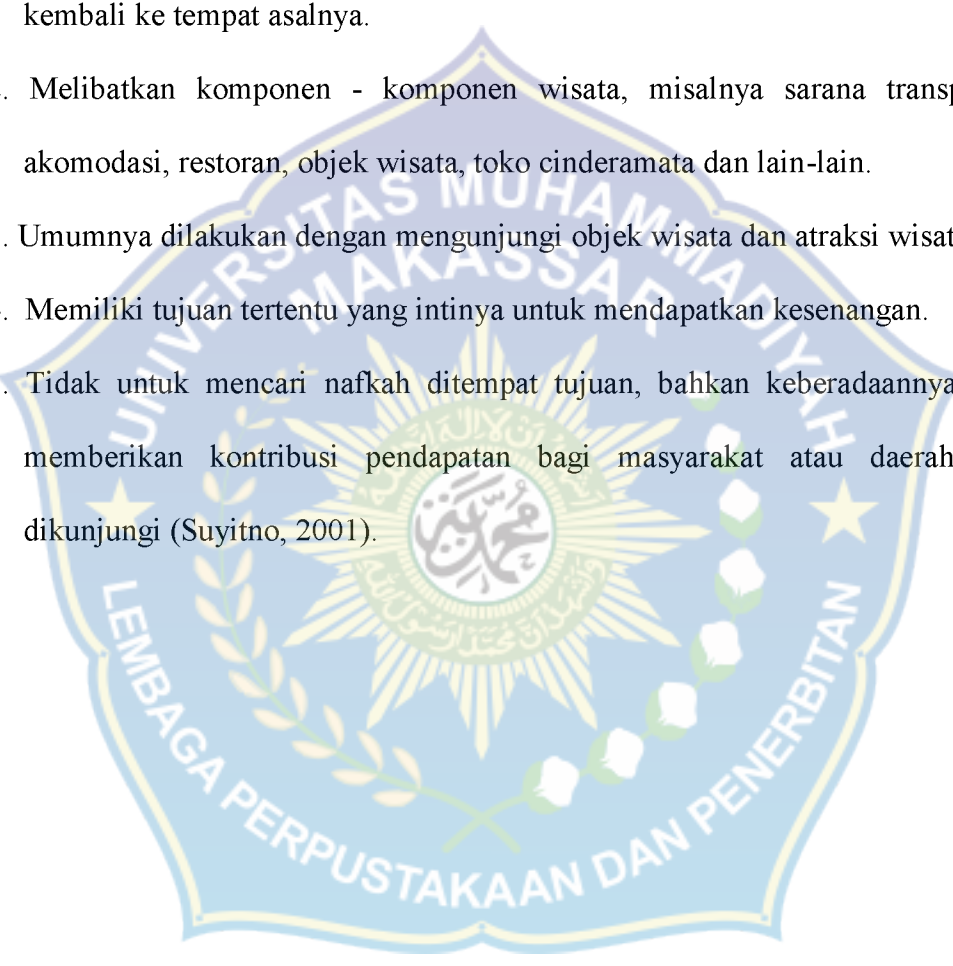 kembali ke tempat asalnya.
. Melibatkan komponen - komponen wisata, misalnya sarana
akomodasi, restoran, objek wisata, toko cinderamata dan lain-lain.
. Umumnya dilakukan dengan mengunjungi objek wisata dan atraksi
. Memiliki tujuan tertentu yang intinya untuk mendapatkan kesenangan.
. Tidak untuk mencari nafkah ditempat tujuan, bahkan keberadaannya
memberikan kontribusi pendapatan bagi masyarakat atau daerah
dikunjungi (Suyitno, 2001).
UNIVERSITAS MUHAMMADIYAH
MAKASSAR
محمد
LEMBAGA PERPUSTAKAAN DAN PENERBITAN